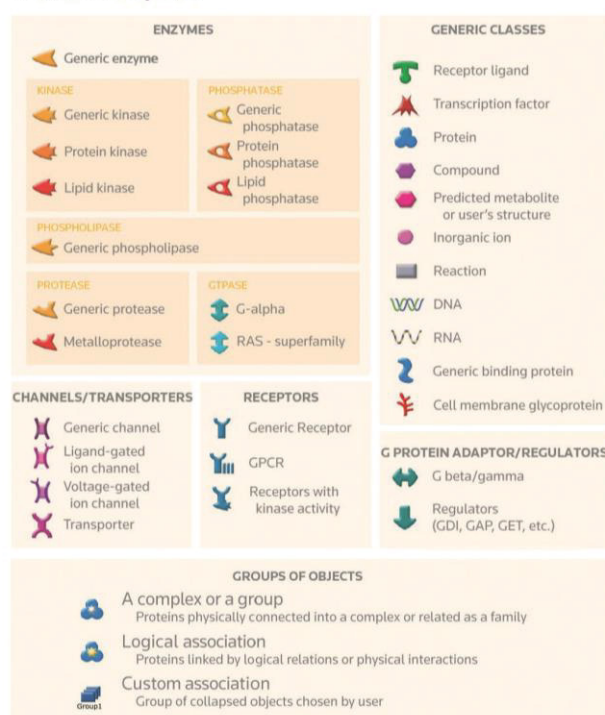 ENZYMES
Generic enzyme
KINASE
Generic kinase
Protein kinase
Lipid kinase
PHOSPHATASE
Generic
phosphatase
Protein
phosphatase
Lipid
phosphatase
PHOSPHOLIPASE
Generic phospholipase
PROTEASE
Generic protease
Metalloprotease
GTPASE
G-alpha
RAS - superfamily
GENERIC CLASSES
Receptor ligand
Transcription factor
Protein
Compound
Predicted metabolite
or user's structure
Inorganic ion
Reaction
DNA
RNA
Generic binding protein
Cell membrane glycoprotein
CHANNELS/TRANSPORTERS
Generic channel
Ligand-gated
ion channel
Voltage-gated
ion channel
Transporter
RECEPTORS
Generic Receptor
GPCR
Receptors with
kinase activity
G PROTEIN ADAPTOR/REGULATORS
G beta/gamma
Regulators
(GDI, GAP, GET, etc.)
GROUPS OF OBJECTS
A complex or a group
Proteins physically connected into a complex or related as a family
Logical association
Proteins linked by logical relations or physical interactions
Custom association
Group of collapsed objects chosen by user
Group1